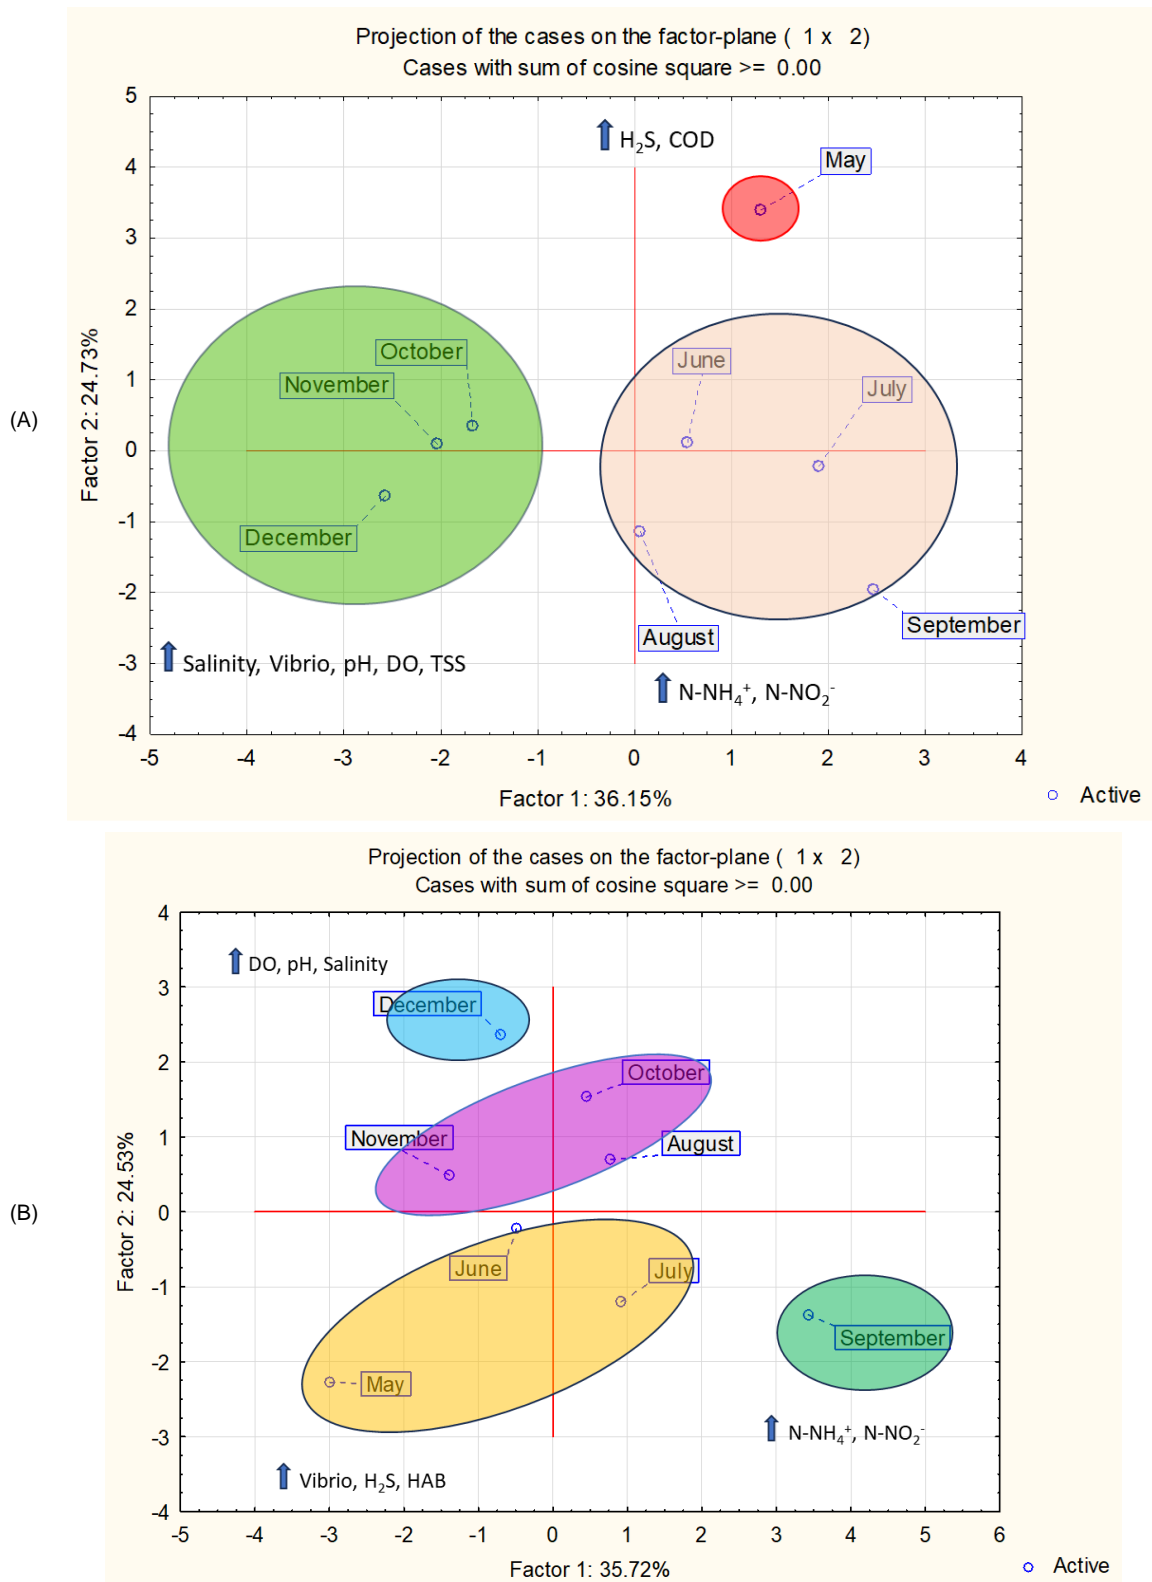 Projection of the cases on the factor-plane (  1 x   2)
Cases with sum of cosine square >=  0.00
5
4
3
2
1
0
-1
-2
-3
-4
Factor 2: 24.73%
(A)
H₂S, COD
May
October
June
November
July
December
September
August
Salinity, Vibrio, pH, DO, TSS
N-NH₄⁺, N-NO₂⁻
-5 -4 -3 -2 -1 0 1 2 3 4
Factor 1: 36.15%
Active
Projection of the cases on the factor-plane (  1 x   2)
Cases with sum of cosine square >=  0.00
4
3
2
1
0
-1
-2
-3
-4
Factor 2: 24.53%
(B)
DO, pH, Salinity
December
October
November
August
June
July
September
May
N-NH₄⁺, N-NO₂⁻
Vibrio, H₂S, HAB
-5 -4 -3 -2 -1 0 1 2 3 4 5 6
Factor 1: 35.72%
Active